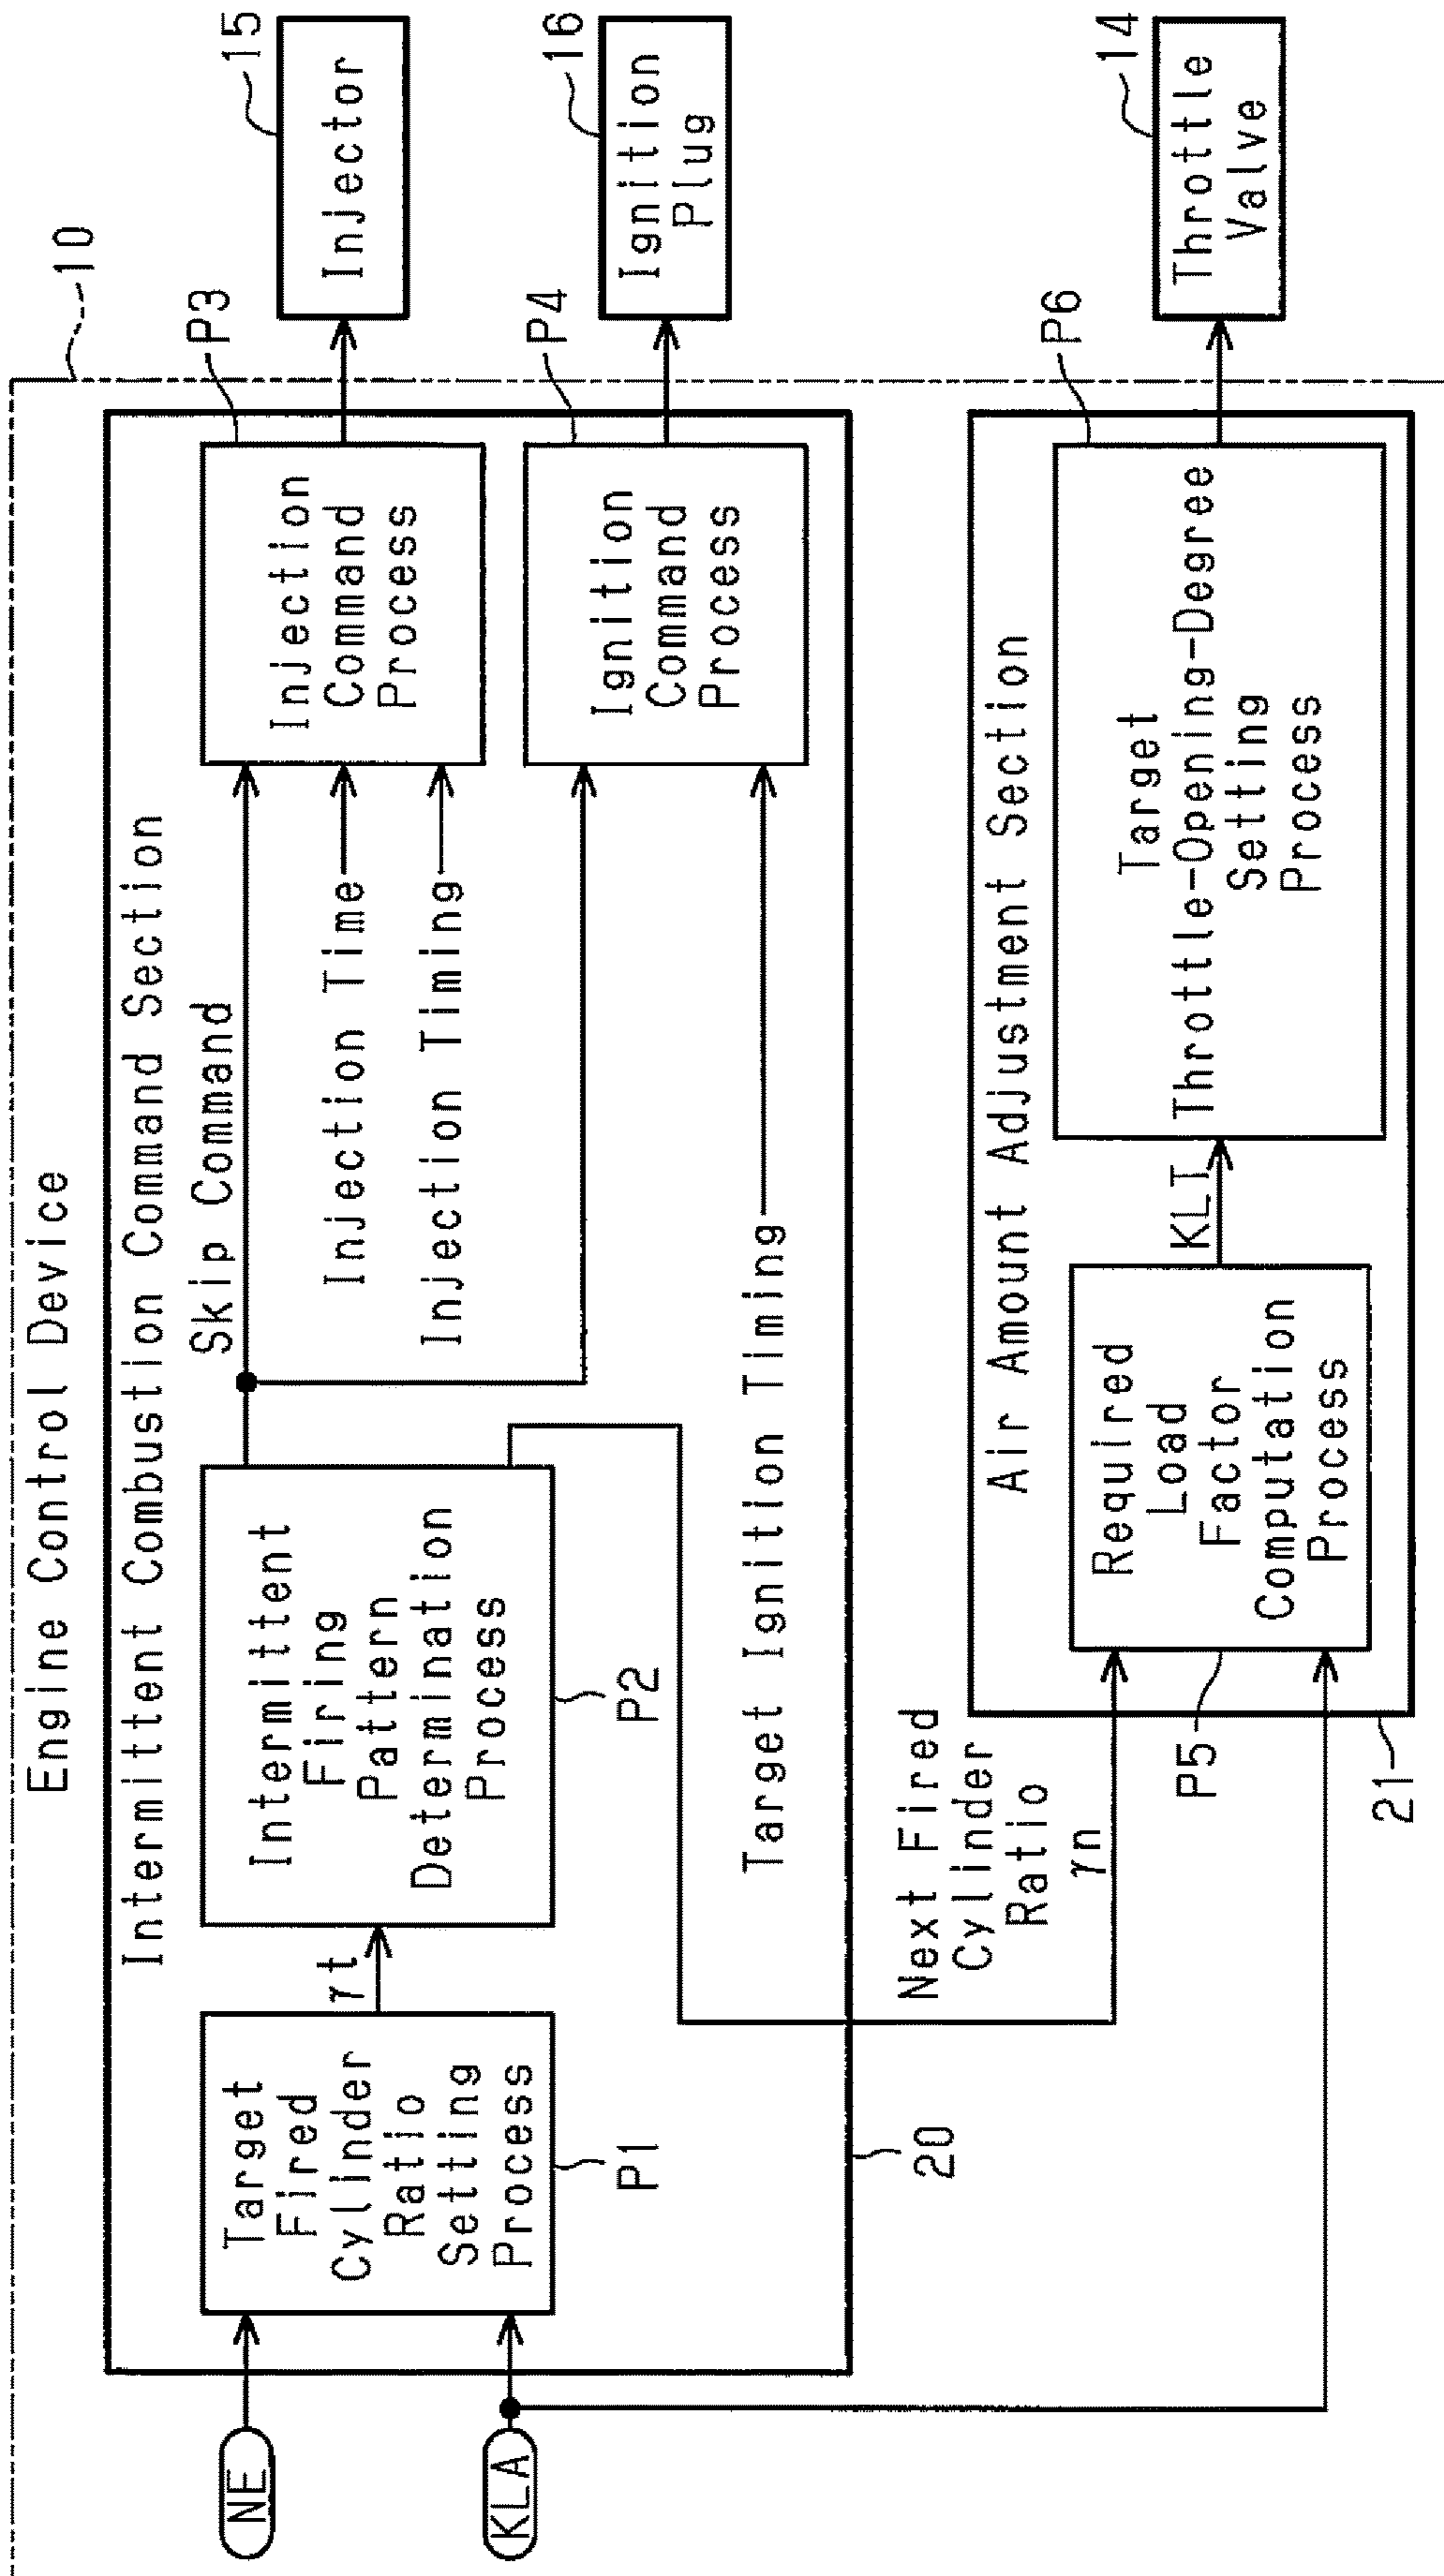 Engine Control Device
10
Intermittent Combustion Command Section
NE
KLA
Target
Fired
Cylinder
Ratio
Setting
Process
P1
γt
Intermittent
Firing
Pattern
Determination
Process
P2
Skip Command
Injection Time
Injection Timing
Target Ignition Timing
Injection
Command
Process
P3
Ignition
Command
Process
P4
Injector
15
Ignition
Plug
16
20
Next Fired
Cylinder
Ratio
γn
Air Amount Adjustment Section
Required
Load
Factor
Computation
Process
P5
KLT
Target
Throttle-Opening-Degree
Setting
Process
P6
Throttle
Valve
14
21